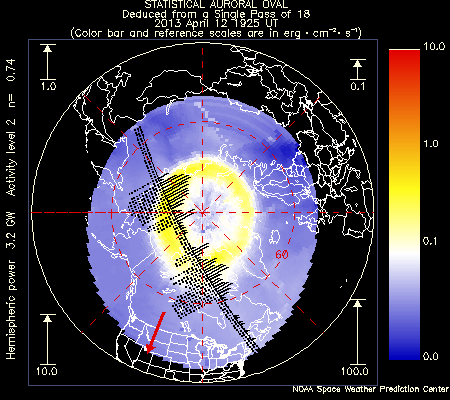 STATISTICAL AURORAL OVAL
Deduced from a Single Pass of 18
2013 April 12 1925 UT
(Color bar and reference scales are in erg · cm⁻² · s⁻¹)
Hemispheric power 3.2 GW Activity level 2 n= 0.74
1.0
0.1
10.0
100.0
60
10.0
1.0
0.1
0.0
NOAA Space Weather Prediction Center